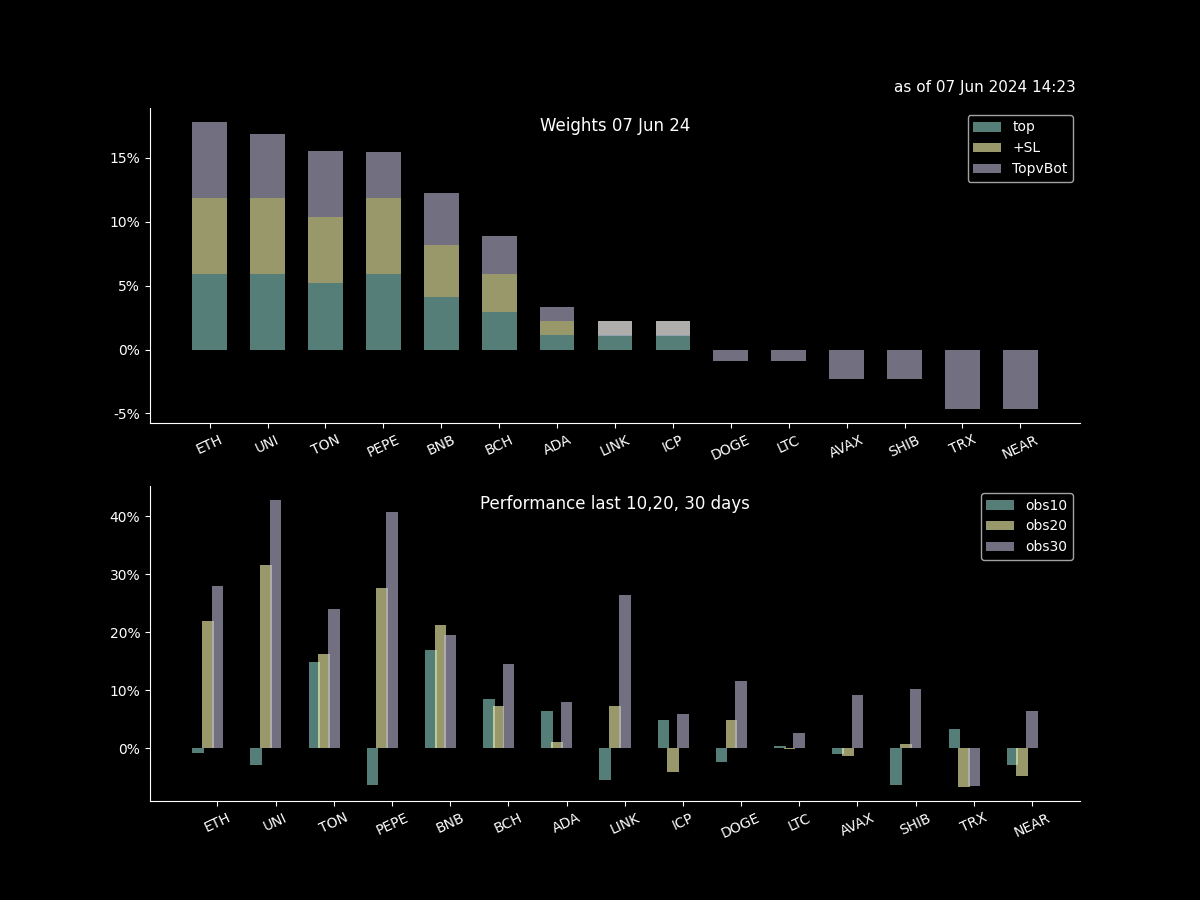 as of 07 Jun 2024 14:23
Weights 07 Jun 24
top
+SL
TopvBot
15%
10%
5%
0%
-5%
ETH UNI TON PEPE BNB BCH ADA LINK ICP DOGE LTC AVAX SHIB TRX NEAR
Performance last 10,20, 30 days
obs10
obs20
obs30
40%
30%
20%
10%
0%
ETH UNI TON PEPE BNB BCH ADA LINK ICP DOGE LTC AVAX SHIB TRX NEAR